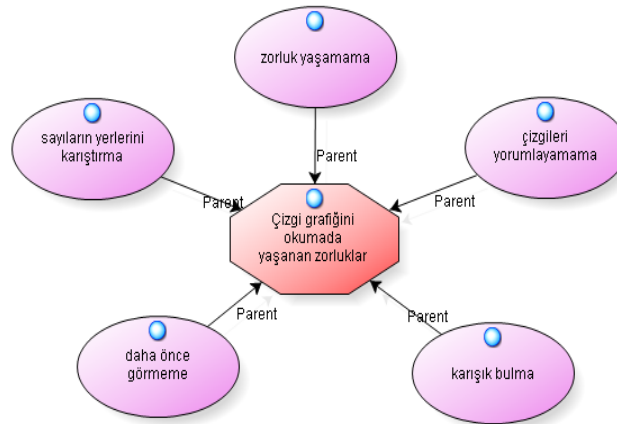 zorluk yaşamama
sayıların yerlerini
karıştırma
çizgileri
yorumlayamama
Parent
Parent
Parent
Çizgi grafiğini
okumada
yaşanan zorluklar
Parent
Parent
daha önce
görmeme
karışık bulma